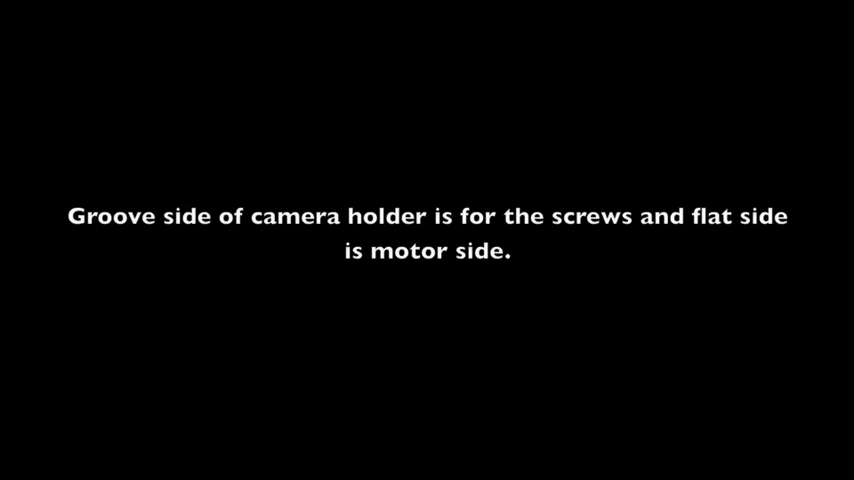 Groove side of camera holder is for the screws and flat side
is motor side.